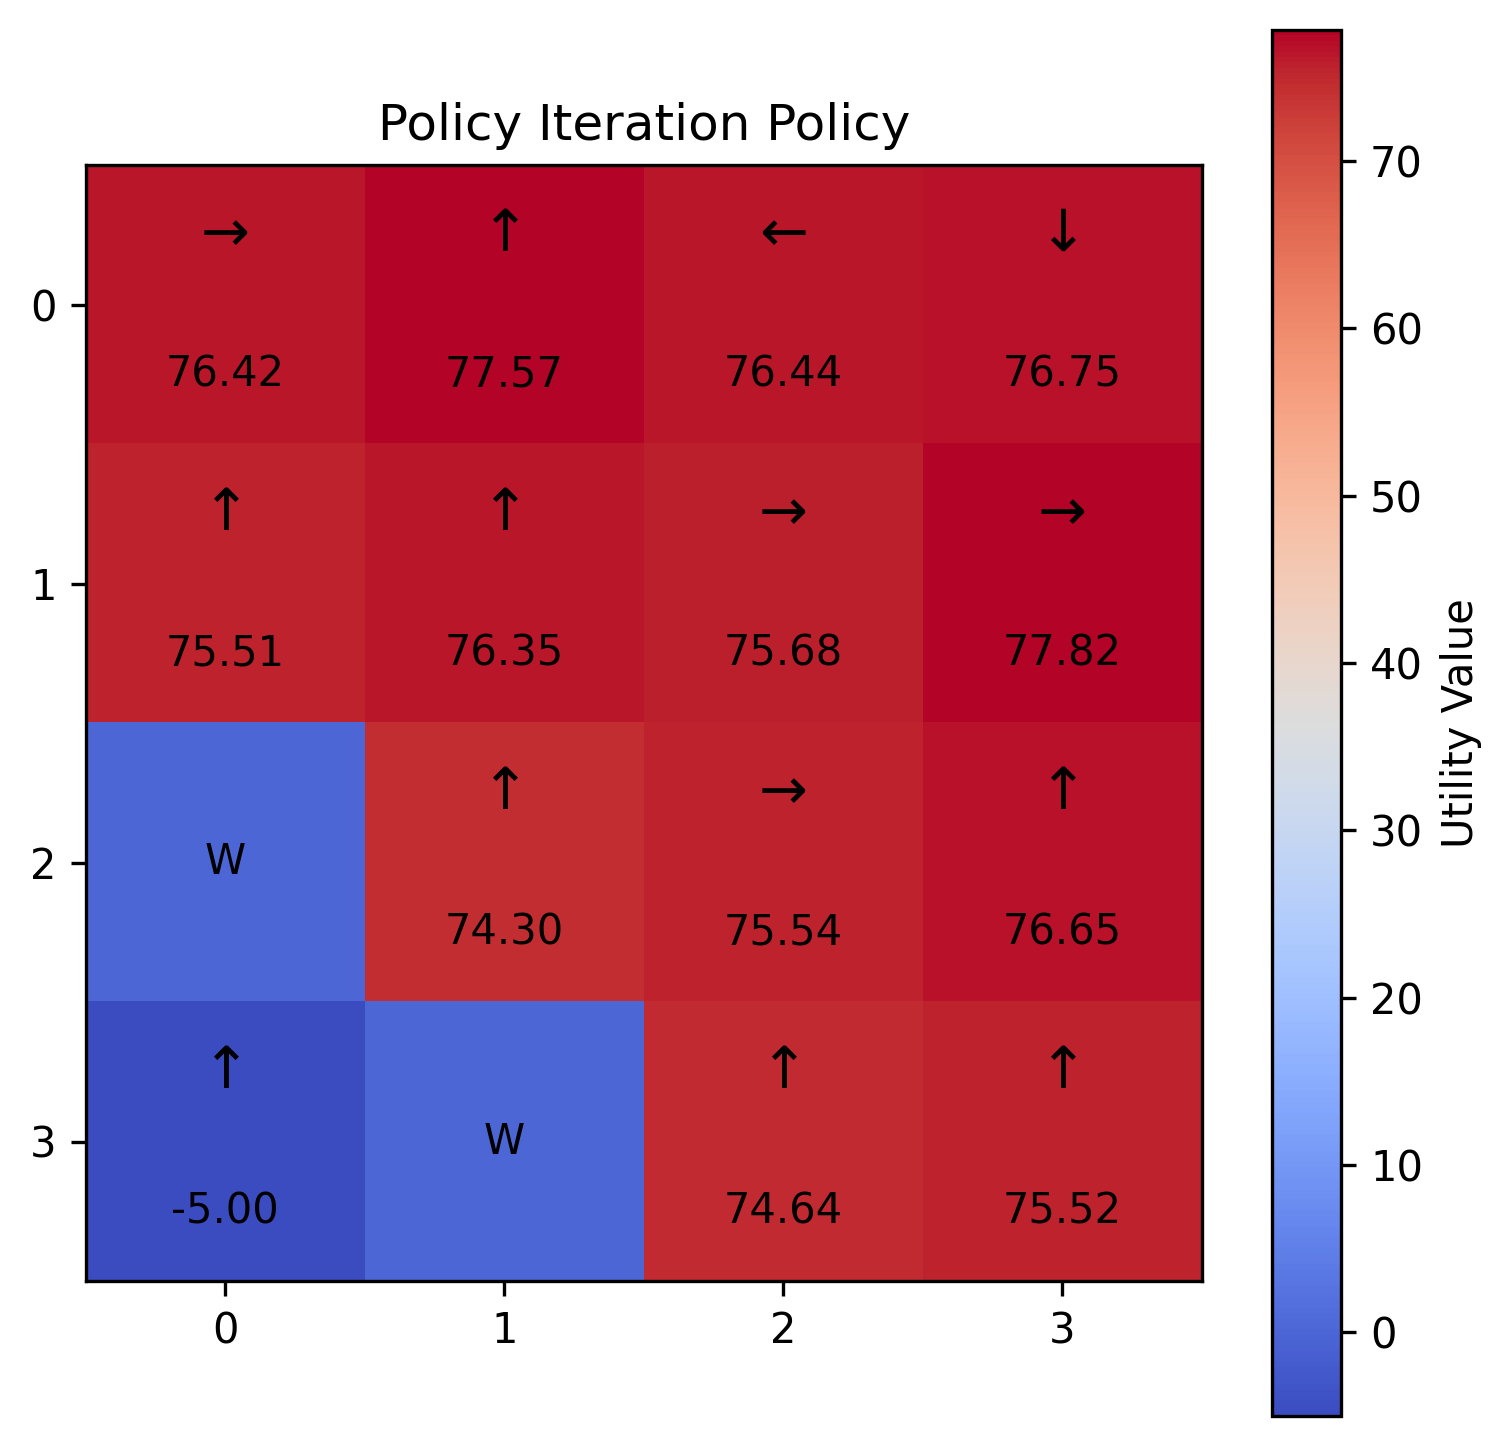 Policy Iteration Policy
→ ↑ ← ↓
0
76.42 77.57 76.44 76.75
↑ ↑ → →
1
75.51 76.35 75.68 77.82
↑ → ↑
2
W
74.30 75.54 76.65
↑ ↑ ↑
3
W
-5.00 74.64 75.52
0 1 2 3
70
60
50
40
30
20
10
0
Utility Value